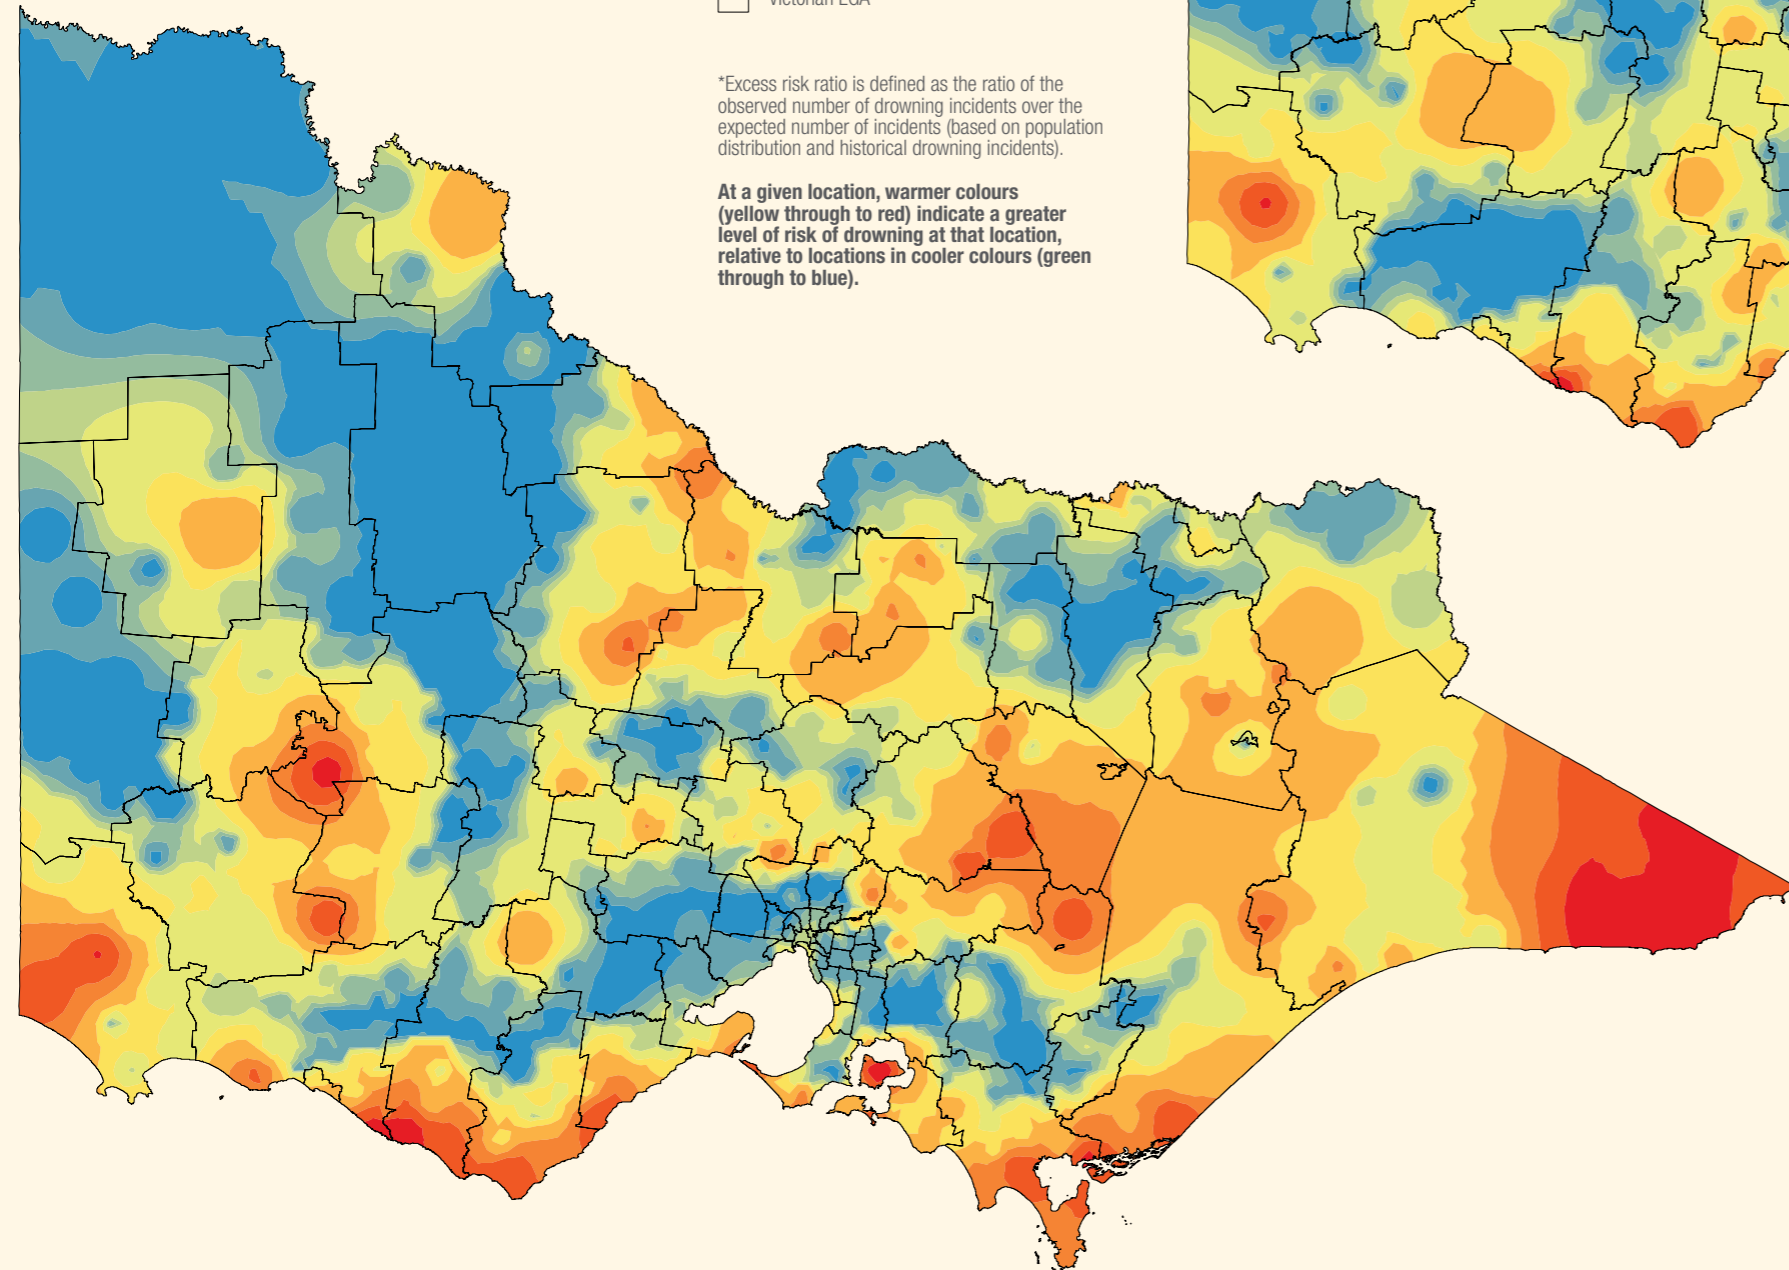 Victorian LGA
*Excess risk ratio is defined as the ratio of the
observed number of drowning incidents over the
expected number of incidents (based on population
distribution and historical drowning incidents).
At a given location, warmer colours
(yellow through to red) indicate a greater
level of risk of drowning at that location,
relative to locations in cooler colours (green
through to blue).